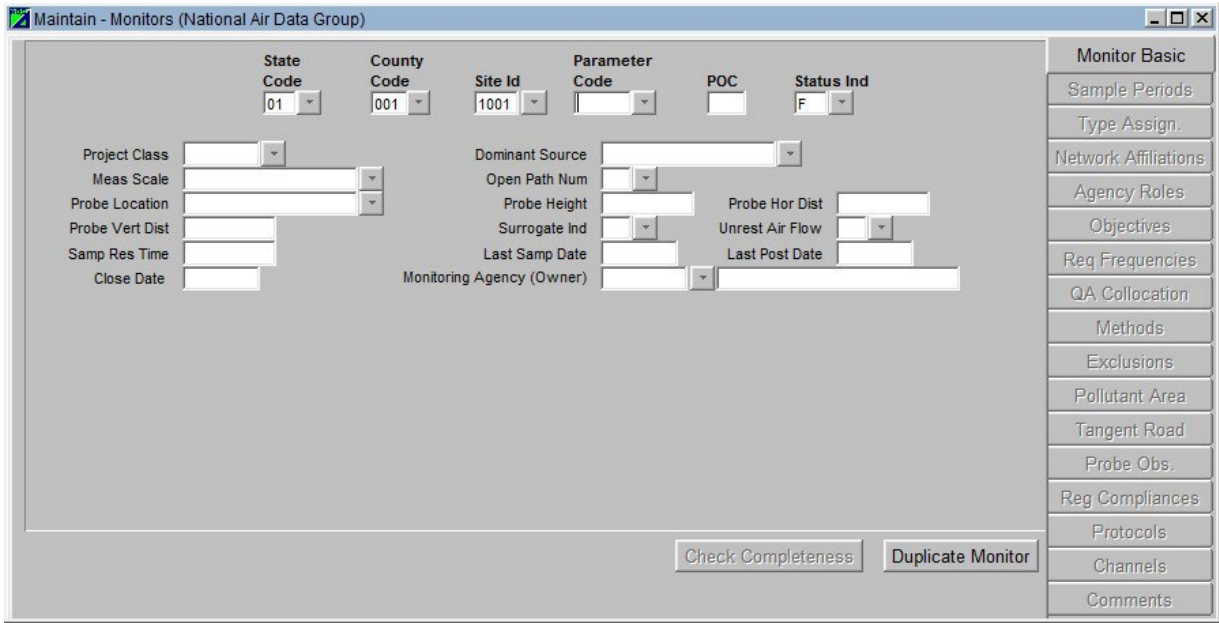 Maintain - Monitors (National Air Data Group)
State Code County Code Site Id Parameter Code POC Status Ind
01 001 1001 F
Project Class Dominant Source
Meas Scale Open Path Num
Probe Location Probe Height Probe Hor Dist
Probe Vert Dist Surrogate Ind Unrest Air Flow
Samp Res Time Last Samp Date Last Post Date
Close Date Monitoring Agency (Owner)
Check Completeness Duplicate Monitor
Monitor Basic
Sample Periods
Type Assign.
Network Affiliations
Agency Roles
Objectives
Req Frequencies
QA Collocation
Methods
Exclusions
Pollutant Area
Tangent Road
Probe Obs.
Reg Compliances
Protocols
Channels
Comments